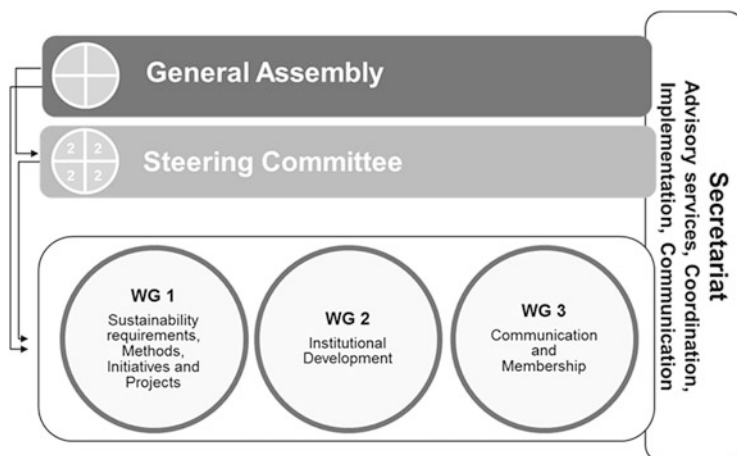 General Assembly
2 2
2 2
Steering Committee
WG 1
Sustainability
requirements,
Methods,
Initiatives and
Projects
WG 2
Institutional
Development
WG 3
Communication
and
Membership
Secretariat
Advisory services, Coordination,
Implementation, Communication